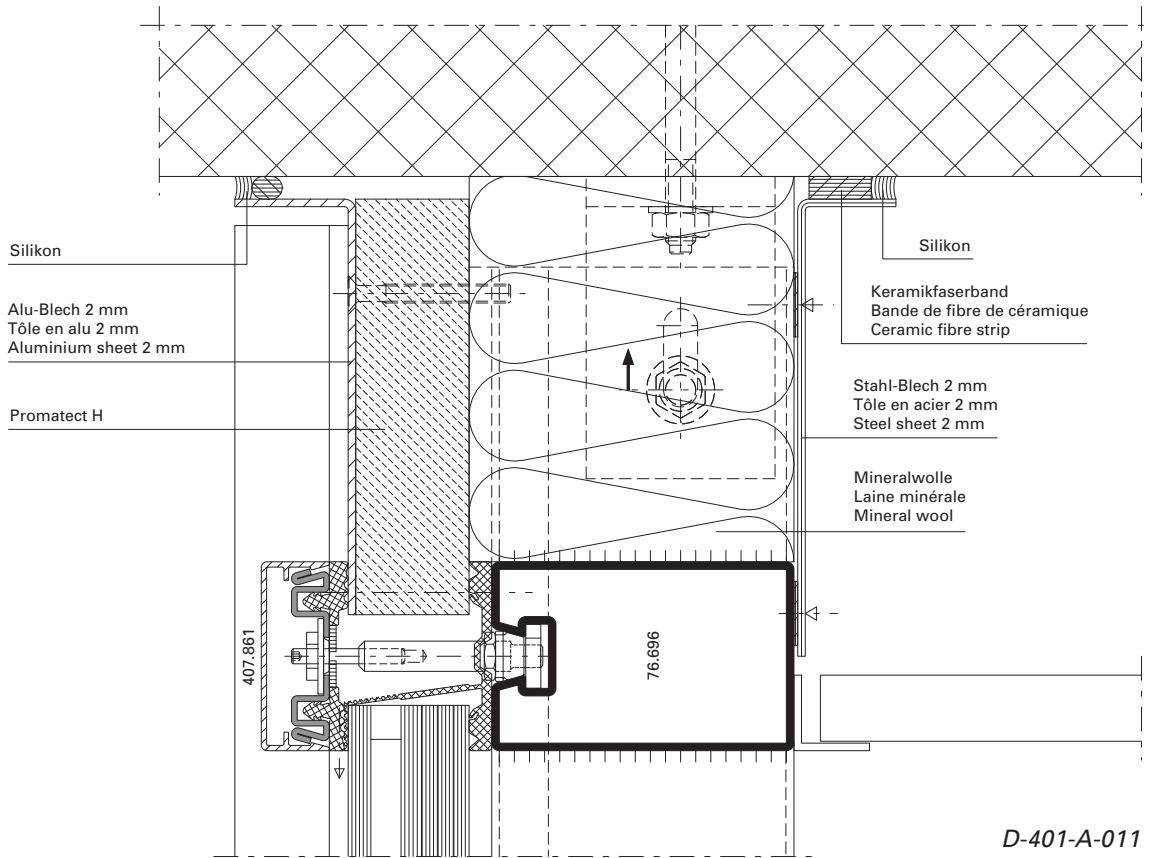 Silikon
Alu-Blech 2 mm
Tôle en alu 2 mm
Aluminium sheet 2 mm
Promatect H
Silikon
Keramikfaserband
Bande de fibre de céramique
Ceramic fibre strip
Stahl-Blech 2 mm
Tôle en acier 2 mm
Steel sheet 2 mm
Mineralwolle
Laine minérale
Mineral wool
407.861
76.696
D-401-A-011